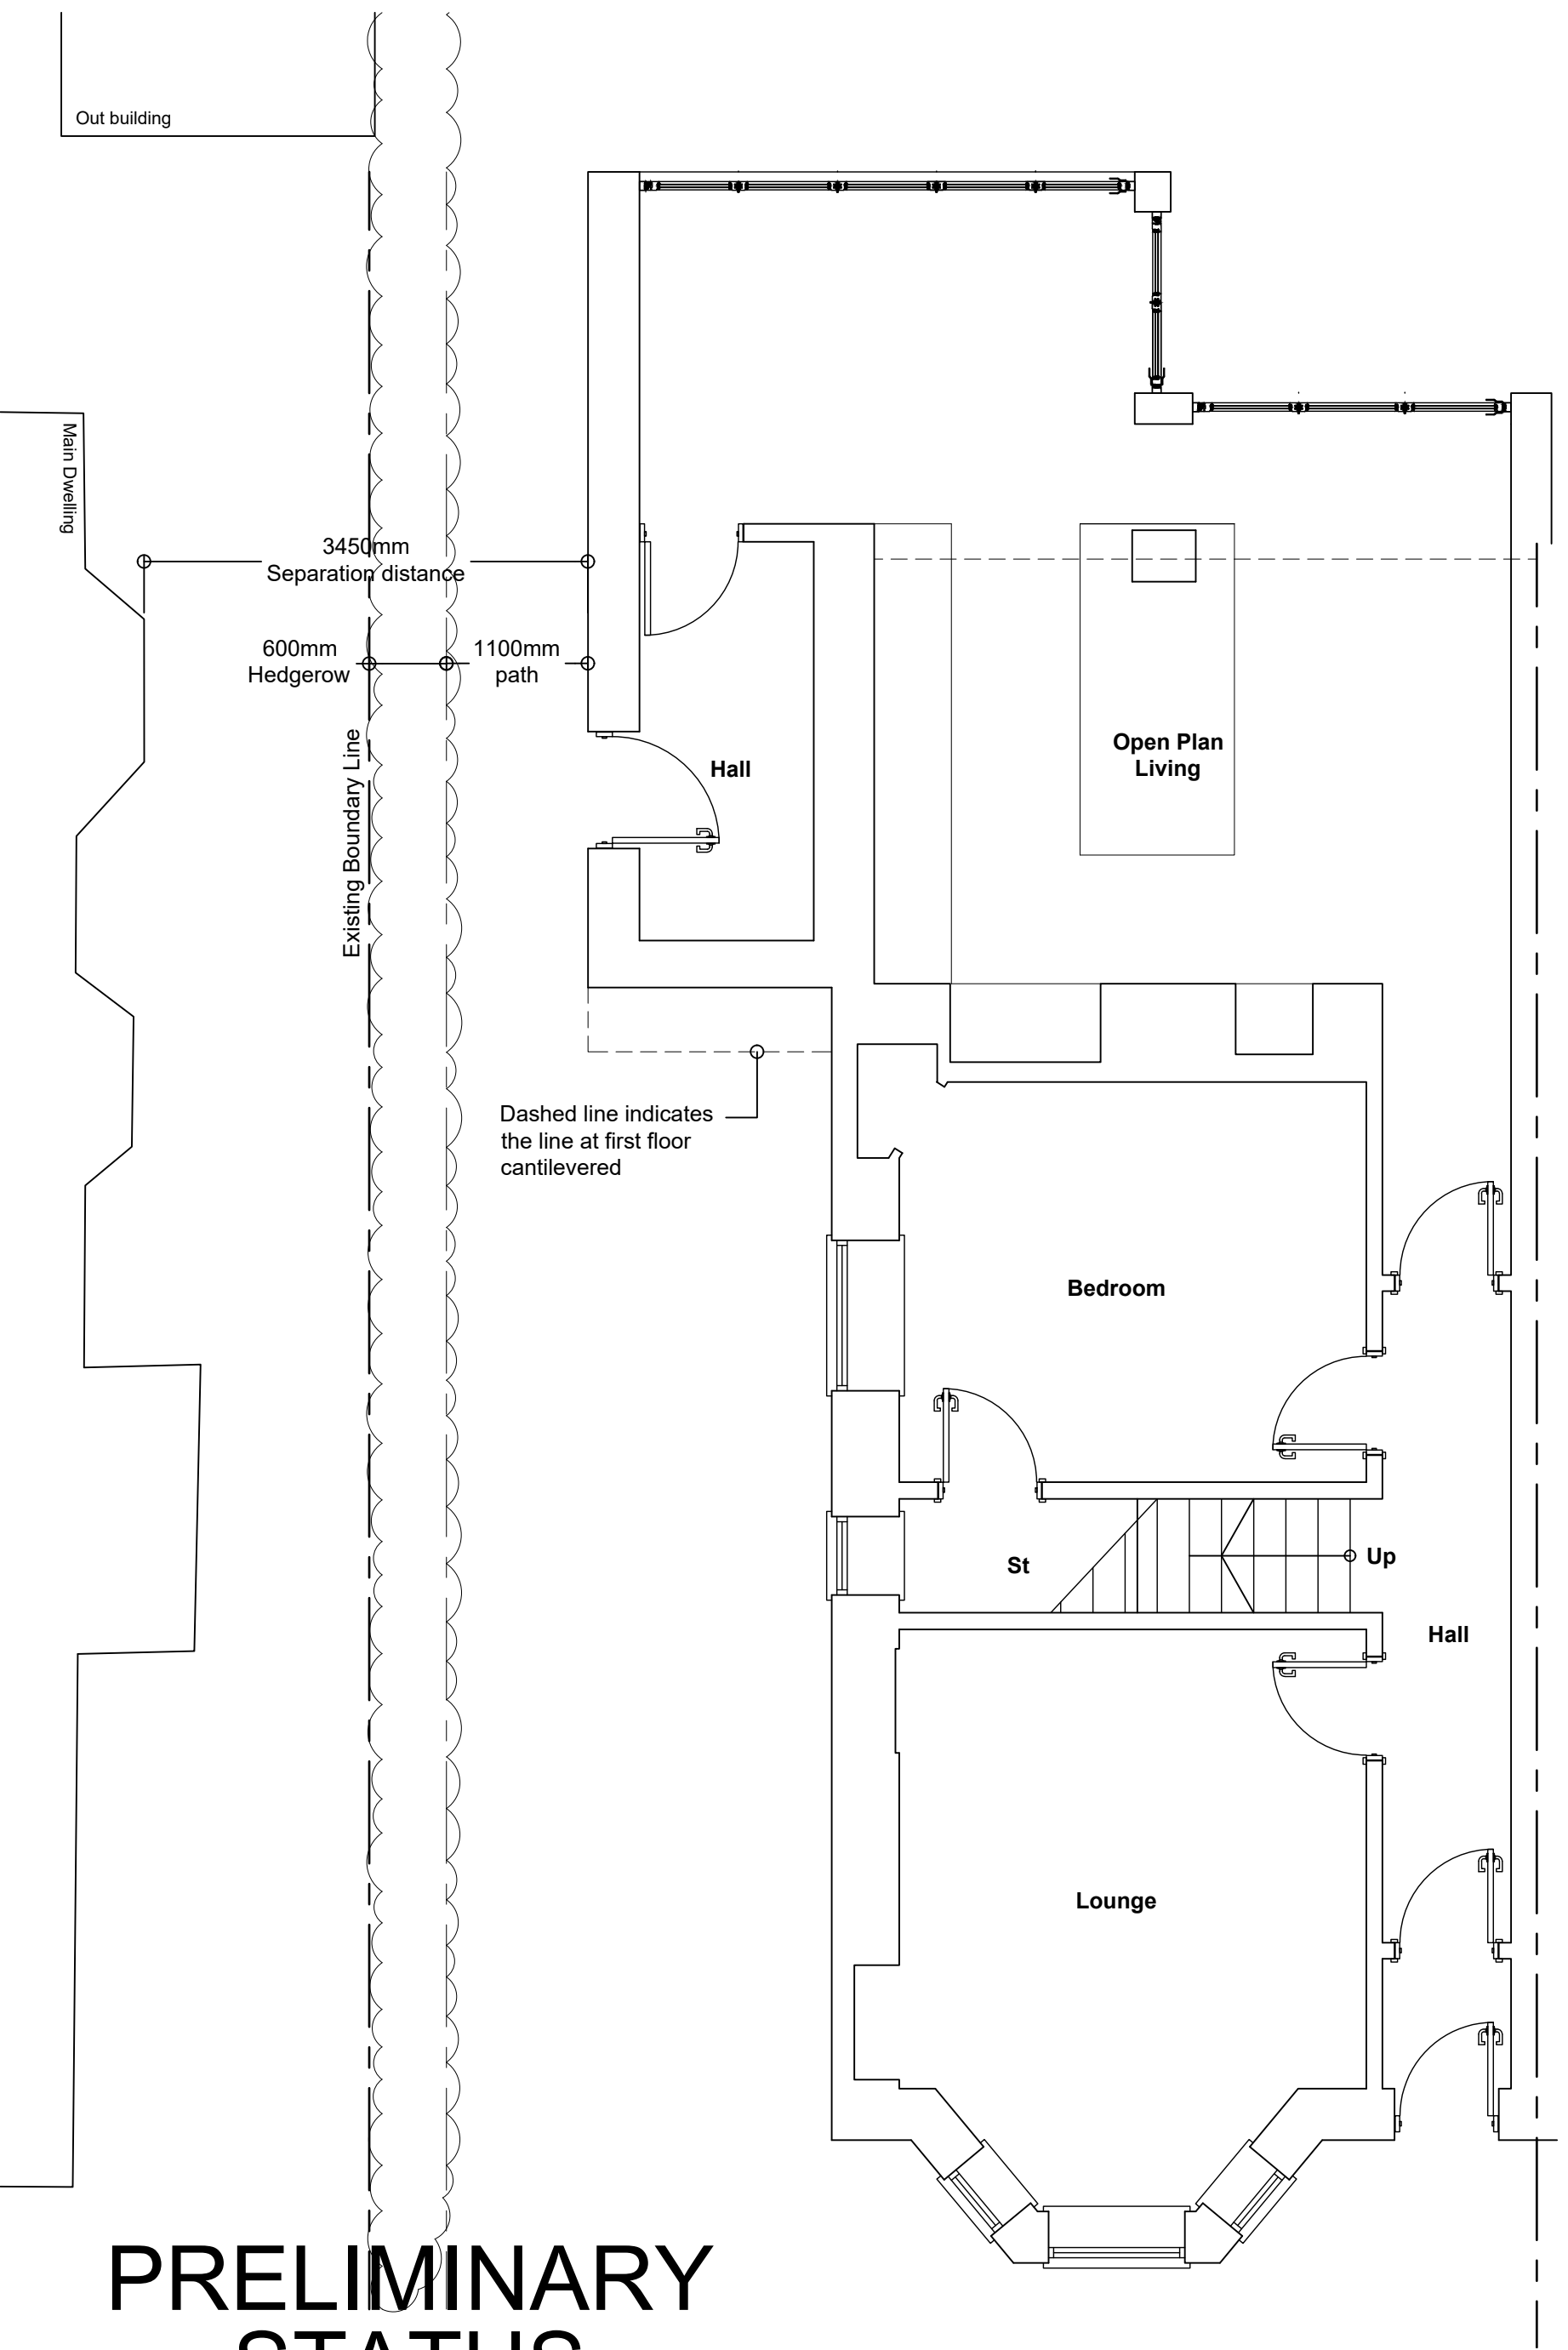 Out building
Main Dwelling
3450mm
Separation distance
600mm
Hedgerow
1100mm
path
Existing Boundary Line
Hall
Open Plan
Living
Dashed line indicates
the line at first floor
cantilevered
Bedroom
St
Up
Hall
Lounge
PRELIMINARY
STATUS